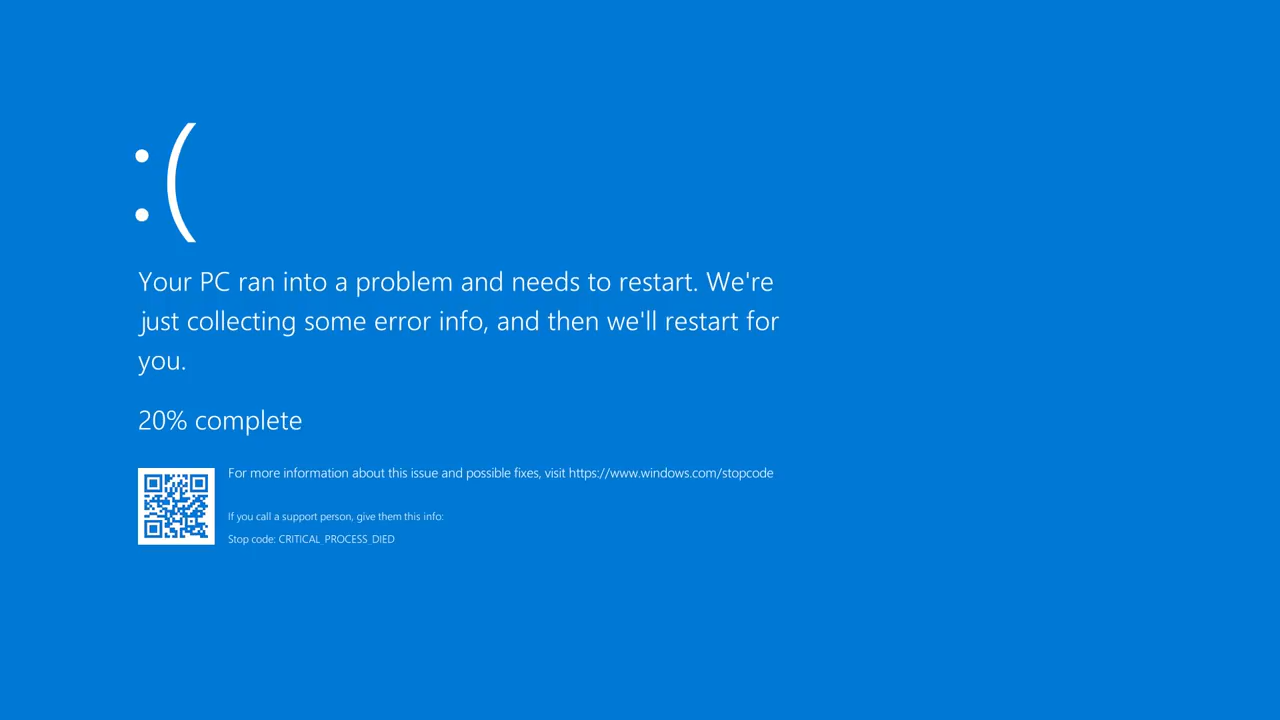 :(
Your PC ran into a problem and needs to restart. We're
just collecting some error info, and then we'll restart for
you.
20% complete
For more information about this issue and possible fixes, visit https://www.windows.com/stopcode
If you call a support person, give them this info:
Stop code: CRITICAL_PROCESS_DIED